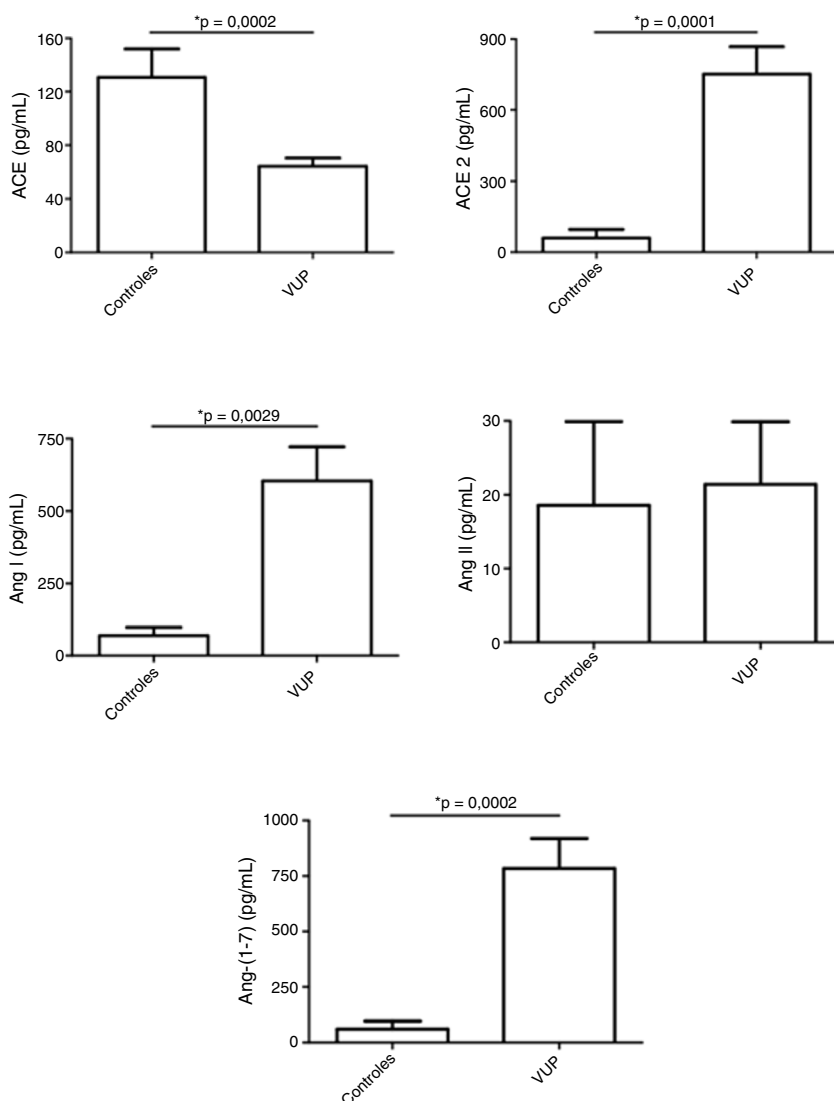 *p = 0,0002
160
120
80
40
0
ACE (pg/mL)
Controles
VUP
*p = 0,0001
900
600
300
0
ACE 2 (pg/mL)
Controles
VUP
*p = 0,0029
750
500
250
0
Ang I (pg/mL)
Controles
VUP
30
20
10
0
Ang II (pg/mL)
Controles
VUP
*p = 0,0002
1000
750
500
250
0
Ang-(1-7) (pg/mL)
Controles
VUP